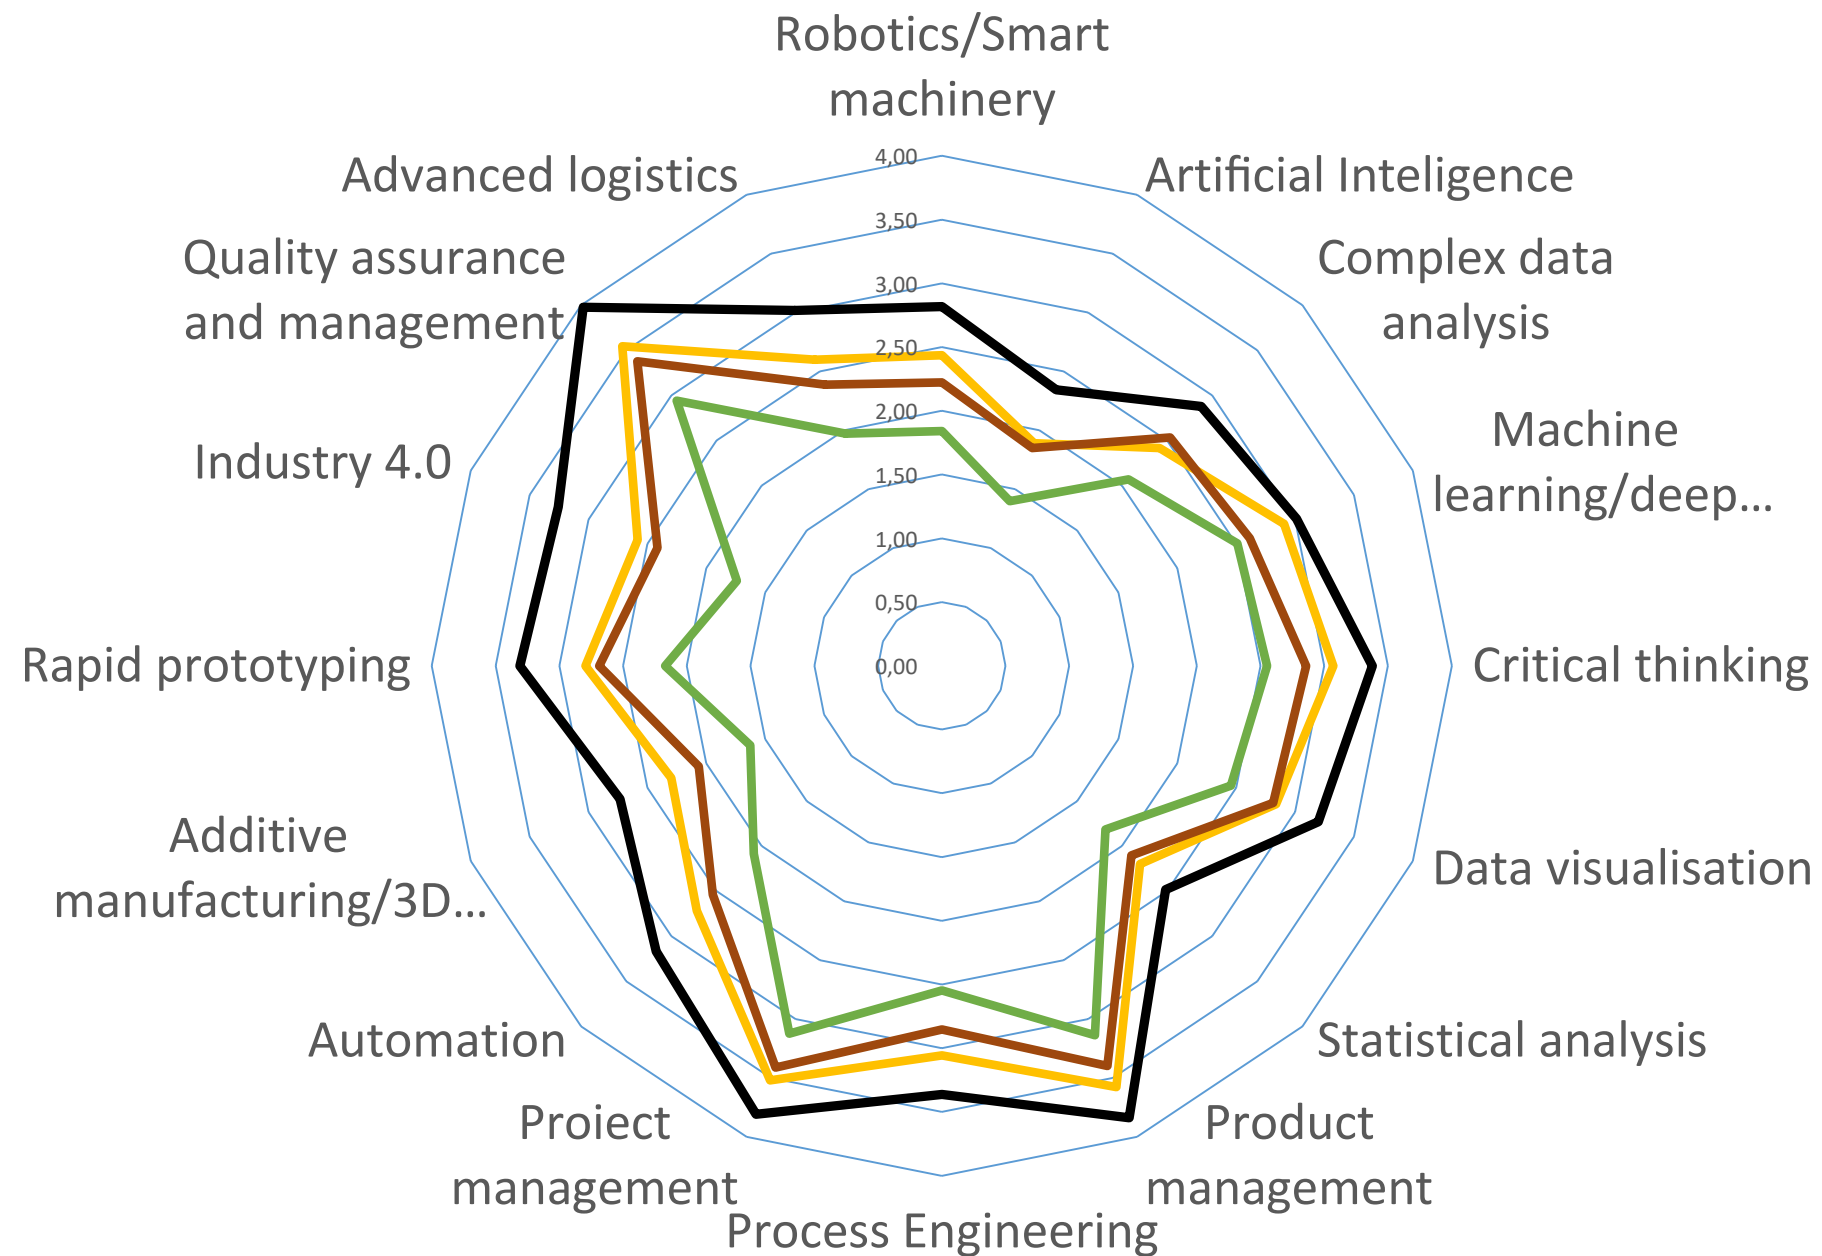 Robotics/Smart
machinery
Artificial Inteligence
Complex data
analysis
Machine
learning/deep...
Critical thinking
Data visualisation
Statistical analysis
Product
management
Process Engineering
Proiect
management
Automation
Additive
manufacturing/3D...
Rapid prototyping
Industry 4.0
Quality assurance
and management
Advanced logistics
4,00
3,50
3,00
2,50
2,00
1,50
1,00
0,50
0,00